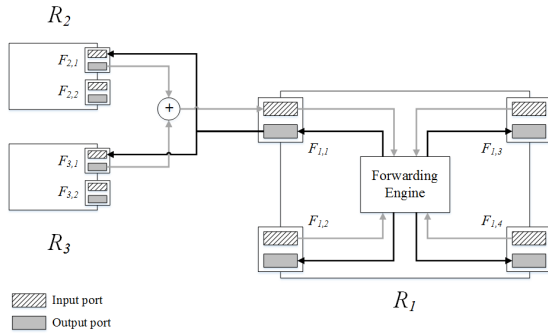 R2
F2,1
F2,2
+
F3,1
F3,2
R3
F1,1
F1,3
Forwarding
Engine
F1,2
F1,4
R1
Input port
Output port